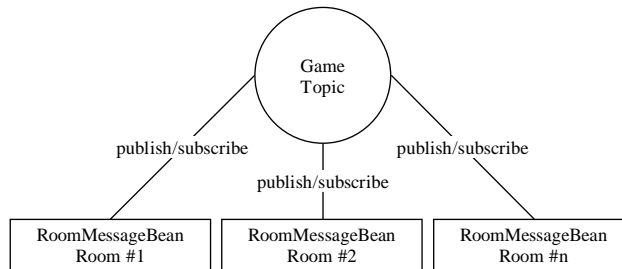 Game
Topic
publish/subscribe
publish/subscribe
publish/subscribe
RoomMessageBean
Room #1
RoomMessageBean
Room #2
RoomMessageBean
Room #n